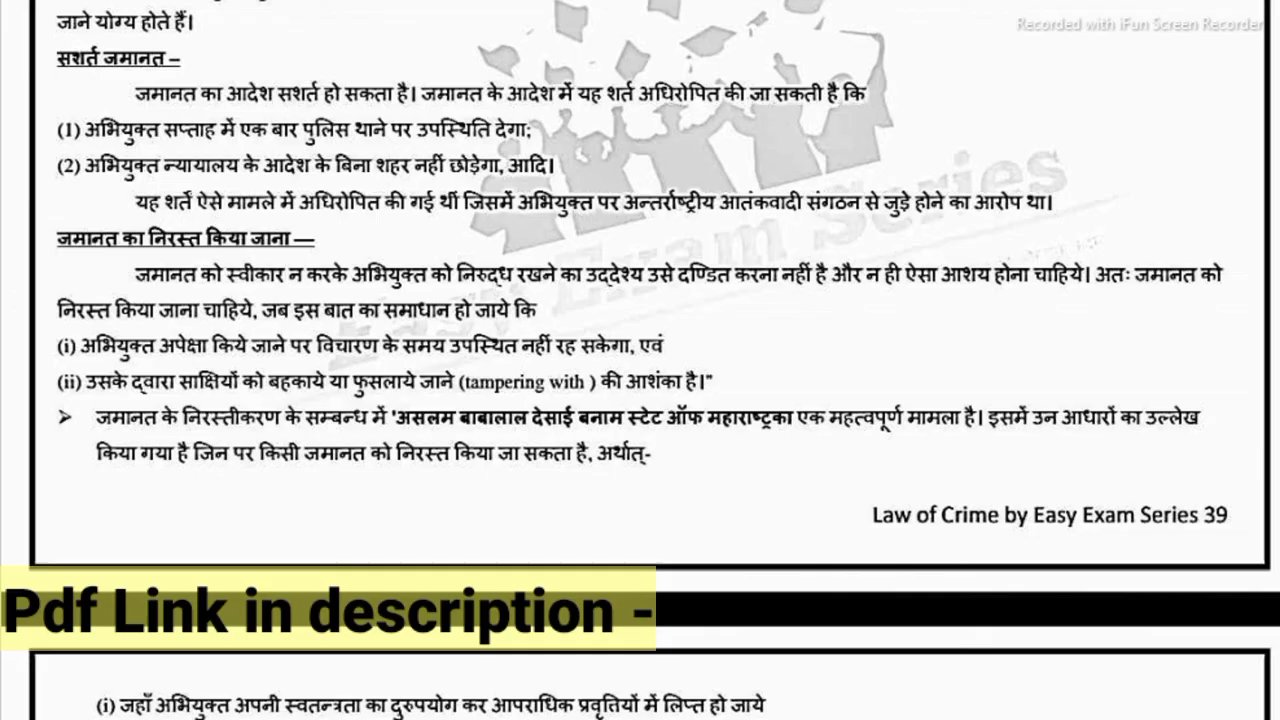 जाने योग्य होते हैं।
Recorded with iFun Screen Recorder
सशर्त जमानत –
जमानत का आदेश सशर्त हो सकता है। जमानत के आदेश में यह शर्त अधिरोपित की जा सकती है कि
(1) अभियुक्त सप्ताह में एक बार पुलिस थाने पर उपस्थिति देगा;
(2) अभियुक्त न्यायालय के आदेश के बिना शहर नहीं छोड़ेगा, आदि।
यह शर्तें ऐसे मामले में अधिरोपित की गई थीं जिसमें अभियुक्त पर अन्तर्राष्ट्रीय आतंकवादी संगठन से जुड़े होने का आरोप था।
जमानत का निरस्त किया जाना —
जमानत को स्वीकार न करके अभियुक्त को निरुद्ध रखने का उद्देश्य उसे दण्डित करना नहीं है और न ही ऐसा आशय होना चाहिये। अतः जमानत को
निरस्त किया जाना चाहिये, जब इस बात का समाधान हो जाये कि
(i) अभियुक्त अपेक्षा किये जाने पर विचारण के समय उपस्थित नहीं रह सकेगा, एवं
(ii) उसके द्वारा साक्षियों को बहकाये या फुसलाये जाने (tampering with ) की आशंका है।"
➢ जमानत के निरस्तीकरण के सम्बन्ध में 'असलम बाबालाल देसाई बनाम स्टेट ऑफ महाराष्ट्रका एक महत्वपूर्ण मामला है। इसमें उन आधारों का उल्लेख
किया गया है जिन पर किसी जमानत को निरस्त किया जा सकता है, अर्थात्-
Easy Exam Series
Law of Crime by Easy Exam Series 39
Pdf Link in description -
(i) जहाँ अभियुक्त अपनी स्वतन्त्रता का दुरुपयोग कर आपराधिक प्रवृत्तियों में लिप्त हो जाये